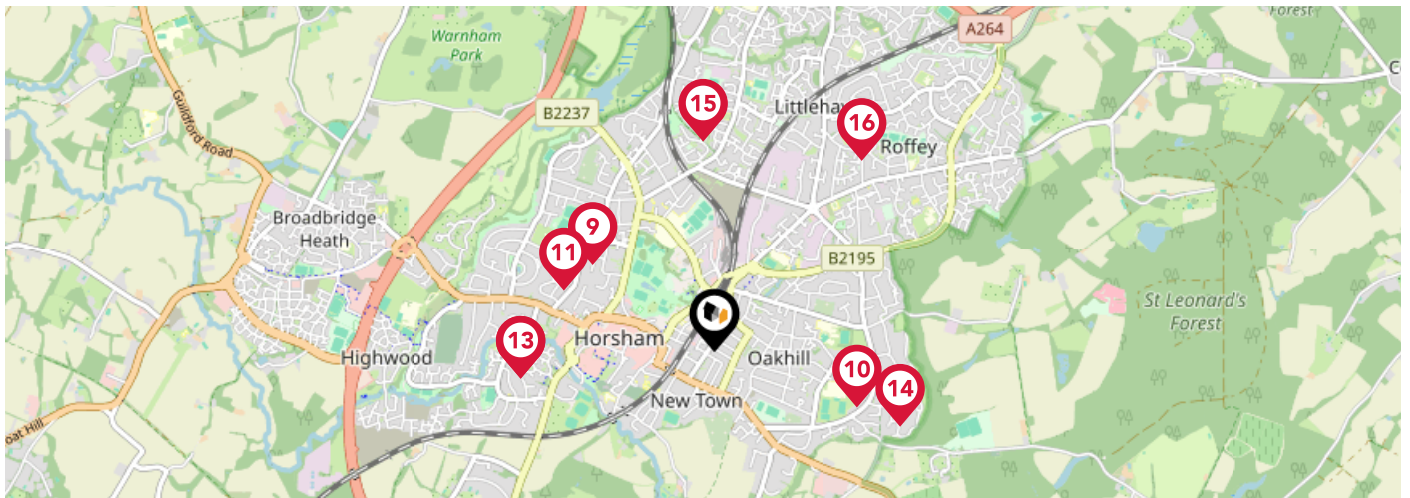 Forest
Warnham
Park
A264
C
15
B2237
Littlehav
16
Guildford Road
Roffey
Broadbridge
Heath
9
11
B2195
St Leonard's
Forest
13
Horsham
Highwood
Oakhill
10
14
New Town
oat Hill